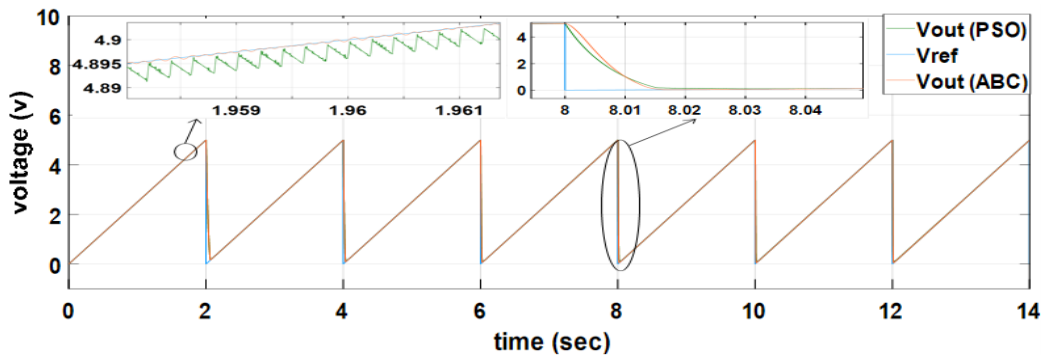 10
8
6
4
2
0
voltage (v)
4.9
4.895
4.89
1.959 1.96 1.961
4
2
0
8 8.01 8.02 8.03 8.04
Vout (PSO)
Vref
Vout (ABC)
0 2 4 6 8 10 12 14
time (sec)